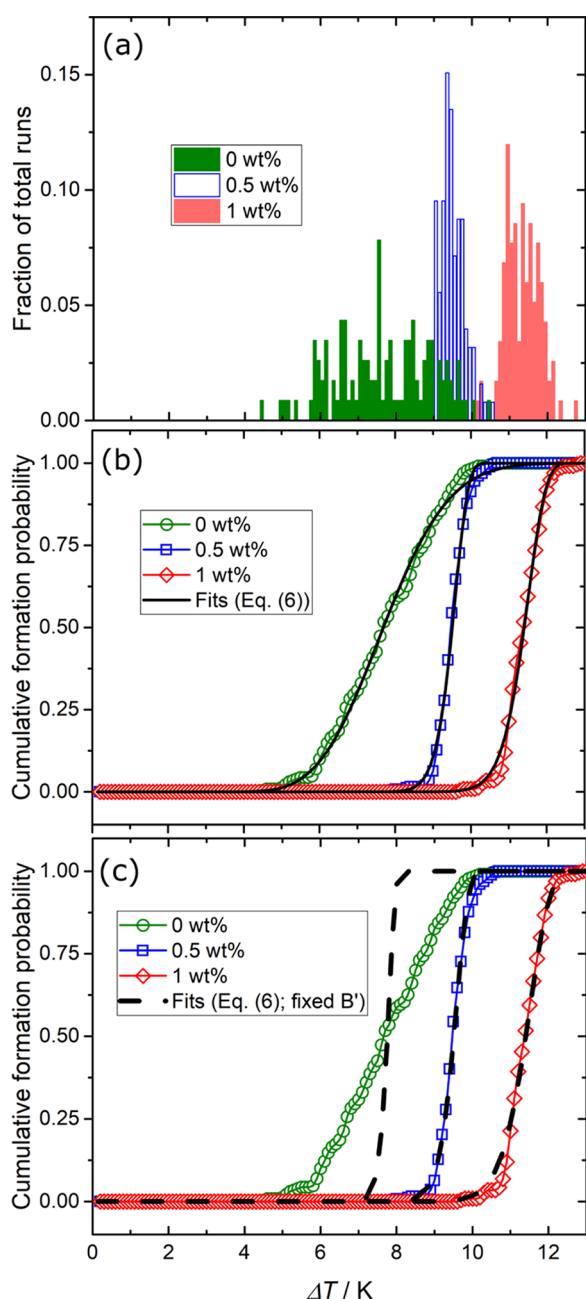 (a)
0.15
0.10
0.05
0.00
Fraction of total runs
0 wt%
0.5 wt%
1 wt%
(b)
1.00
0.75
0.50
0.25
0.00
Cumulative formation probability
0 wt%
0.5 wt%
1 wt%
Fits (Eq. (6))
(c)
1.00
0.75
0.50
0.25
0.00
Cumulative formation probability
0 wt%
0.5 wt%
1 wt%
Fits (Eq. (6); fixed B')
0 2 4 6 8 10 12
ΔT / K